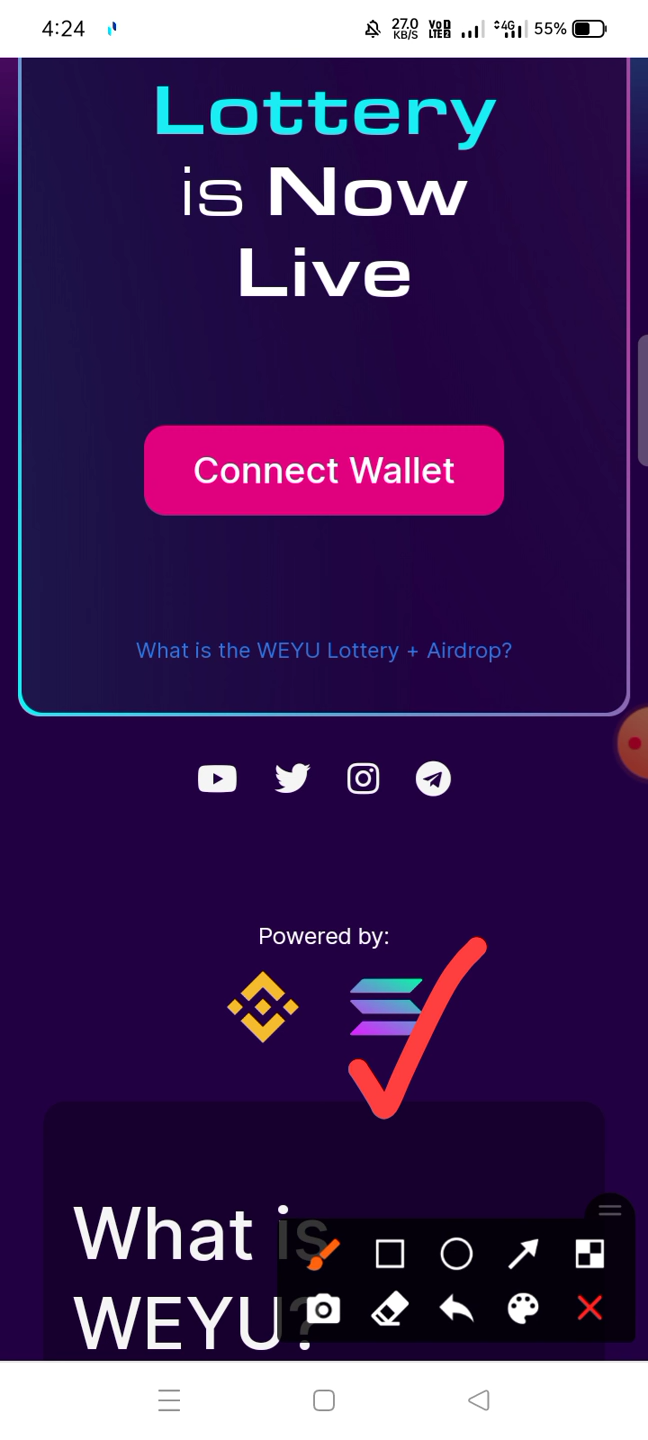 4:24
27.0 KB/S
VoD LTE2
4G
55%
Lottery
is Now
Live
Connect Wallet
What is the WEYU Lottery + Airdrop?
Powered by:
What is
WEYU?